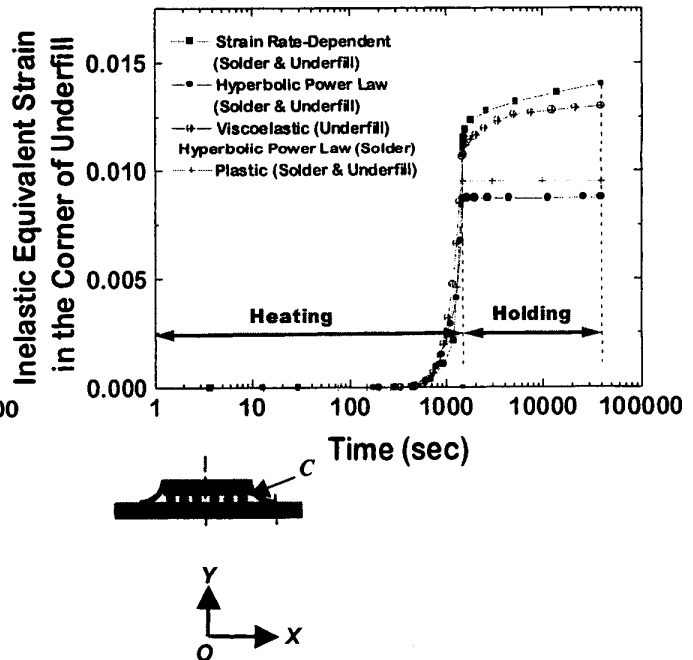 Inelastic Equivalent Strain
in the Corner of Underfill
0.015
0.010
0.005
0.000
Strain Rate-Dependent
(Solder & Underfill)
Hyperbolic Power Law
(Solder & Underfill)
Viscoelastic (Underfill)
Hyperbolic Power Law (Solder)
Plastic (Solder & Underfill)
Heating
Holding
00
1 10 100 1000 10000 100000
Time (sec)
C
Y
O
X